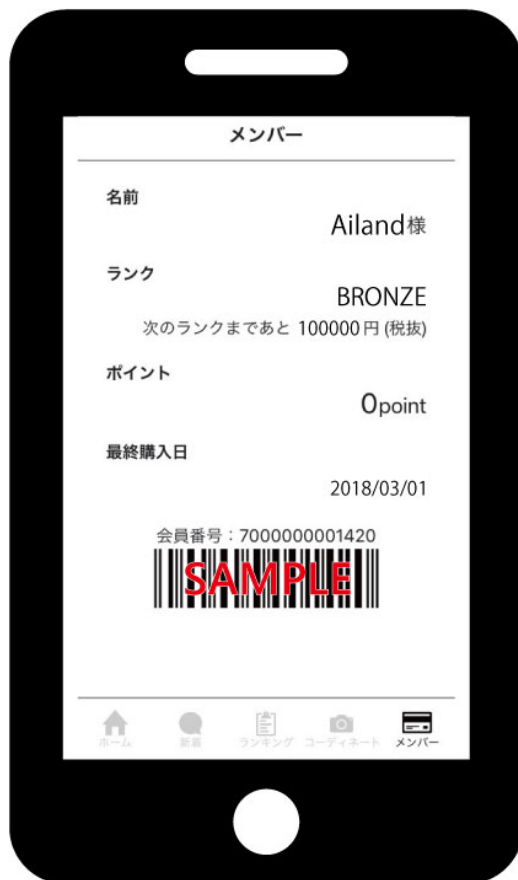 メンバー
名前
Ailand様
ランク
BRONZE
次のランクまであと 100000円 (税抜)
ポイント
0point
最終購入日
2018/03/01
会員番号：7000000001420
SAMPLE
ホーム 新着 ランキング コーディネート メンバー